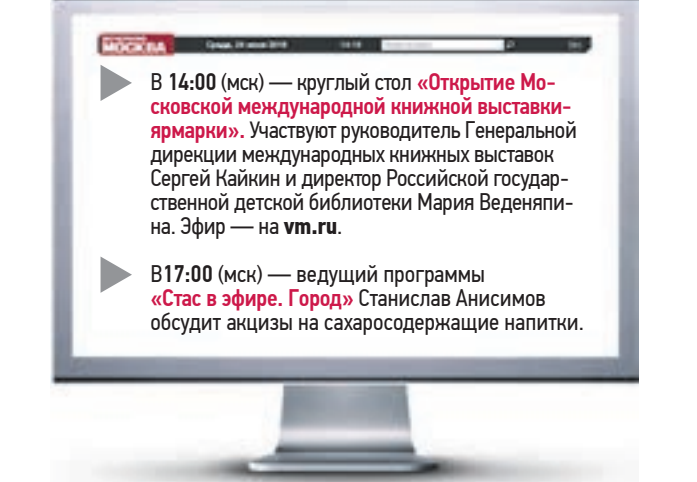 МОСКВА
В 14:00 (мск) — круглый стол «Открытие Мо-
сковской международной книжной выставки-
ярмарки». Участвуют руководитель Генеральной
дирекции международных книжных выставок
Сергей Кайкин и директор Российской государ-
ственной детской библиотеки Мария Веденяпи-
на. Эфир — на vm.ru.
В17:00 (мск) — ведущий программы
«Стас в эфире. Город» Станислав Анисимов
обсудит акцизы на сахаросодержащие напитки.